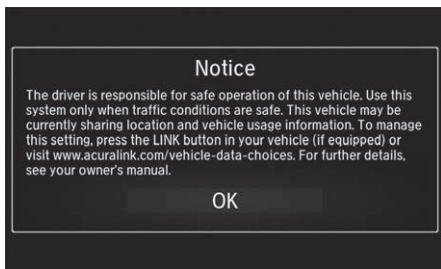 Notice
The driver is responsible for safe operation of this vehicle. Use this
system only when traffic conditions are safe. This vehicle may be
currently sharing location and vehicle usage information. To manage
this setting, press the LINK button in your vehicle (if equipped) or
visit www.acuralink.com/vehicle-data-choices. For further details,
see your owner's manual.
OK